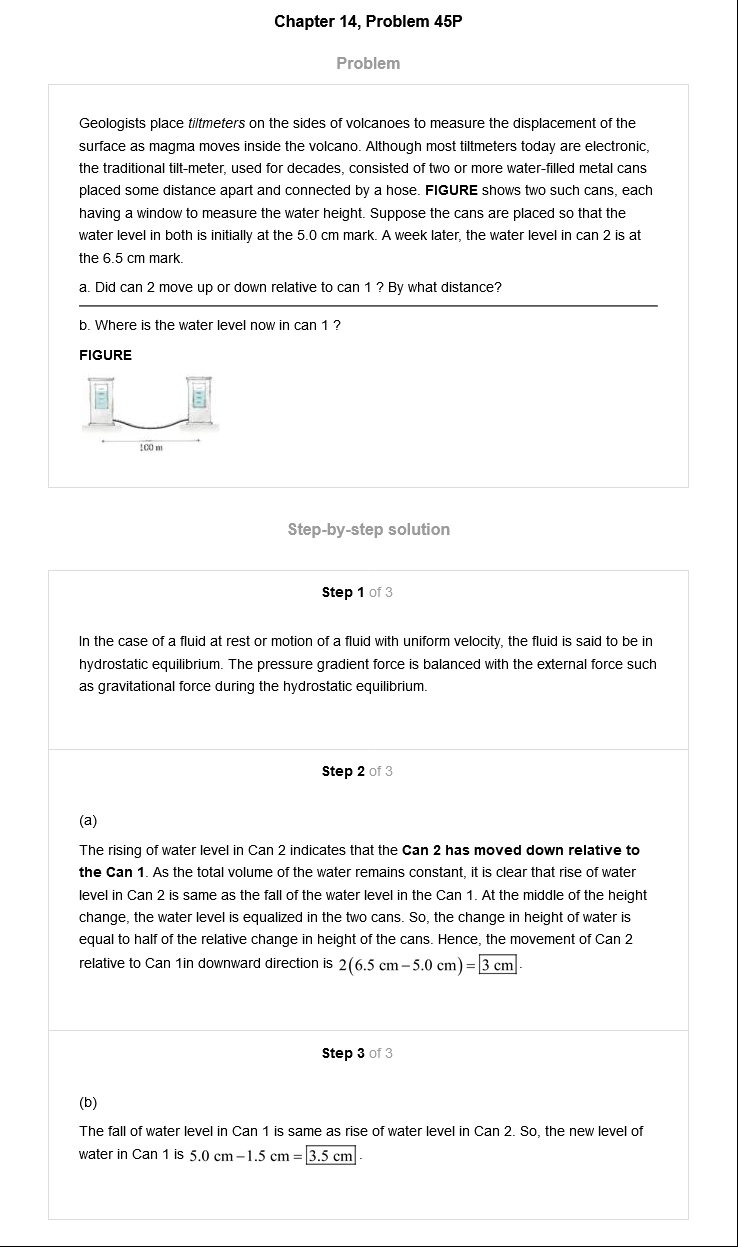 Chapter 14, Problem 45P
Problem
Geologists place tiltmeters on the sides of volcanoes to measure the displacement of the
surface as magma moves inside the volcano. Although most tiltmeters today are electronic,
the traditional tilt-meter, used for decades, consisted of two or more water-filled metal cans
placed some distance apart and connected by a hose. FIGURE shows two such cans, each
having a window to measure the water height. Suppose the cans are placed so that the
water level in both is initially at the 5.0 cm mark. A week later, the water level in can 2 is at
the 6.5 cm mark.
a. Did can 2 move up or down relative to can 1 ? By what distance?
b. Where is the water level now in can 1 ?
FIGURE
100 m
Step-by-step solution
Step 1 of 3
In the case of a fluid at rest or motion of a fluid with uniform velocity, the fluid is said to be in
hydrostatic equilibrium. The pressure gradient force is balanced with the external force such
as gravitational force during the hydrostatic equilibrium.
Step 2 of 3
(a)
The rising of water level in Can 2 indicates that the Can 2 has moved down relative to
the Can 1. As the total volume of the water remains constant, it is clear that rise of water
level in Can 2 is same as the fall of the water level in the Can 1. At the middle of the height
change, the water level is equalized in the two cans. So, the change in height of water is
equal to half of the relative change in height of the cans. Hence, the movement of Can 2
relative to Can 1in downward direction is 2(6.5 cm – 5.0 cm) = 3 cm .
Step 3 of 3
(b)
The fall of water level in Can 1 is same as rise of water level in Can 2. So, the new level of
water in Can 1 is 5.0 cm – 1.5 cm = 3.5 cm .